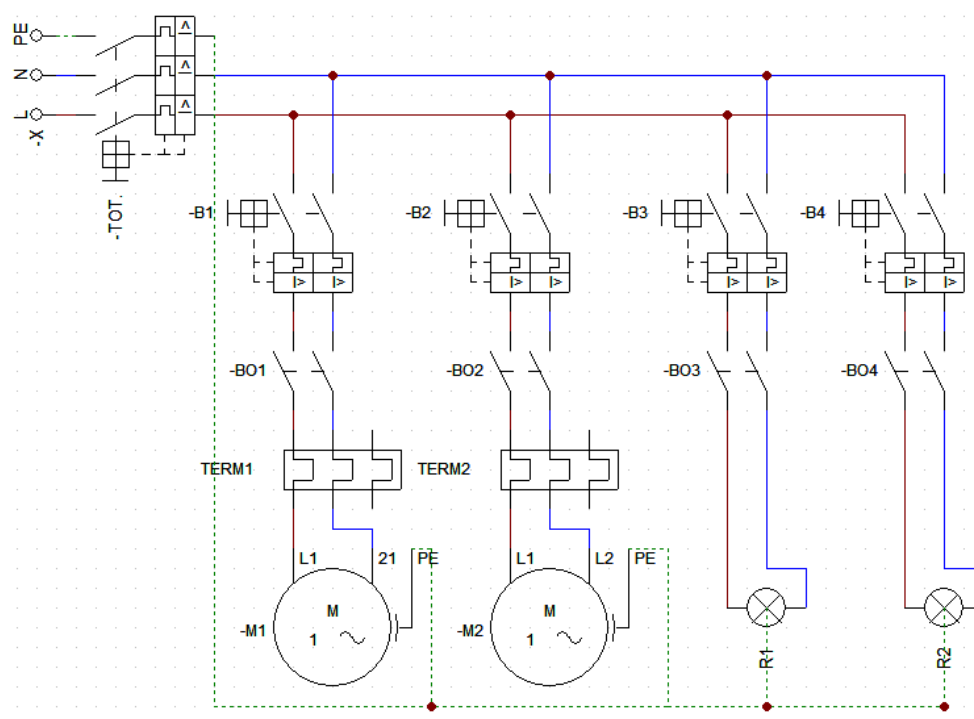 PE
N
L
-X
-TOT.
-B1
-B2
-B3
-B4
I>
I>
I>
I>
I>
I>
I>
I>
-BO1
-BO2
-BO3
-BO4
TERM1
TERM2
L1
21
PE
L1
L2
PE
M
1
-M1
M
1
-M2
R1
R2